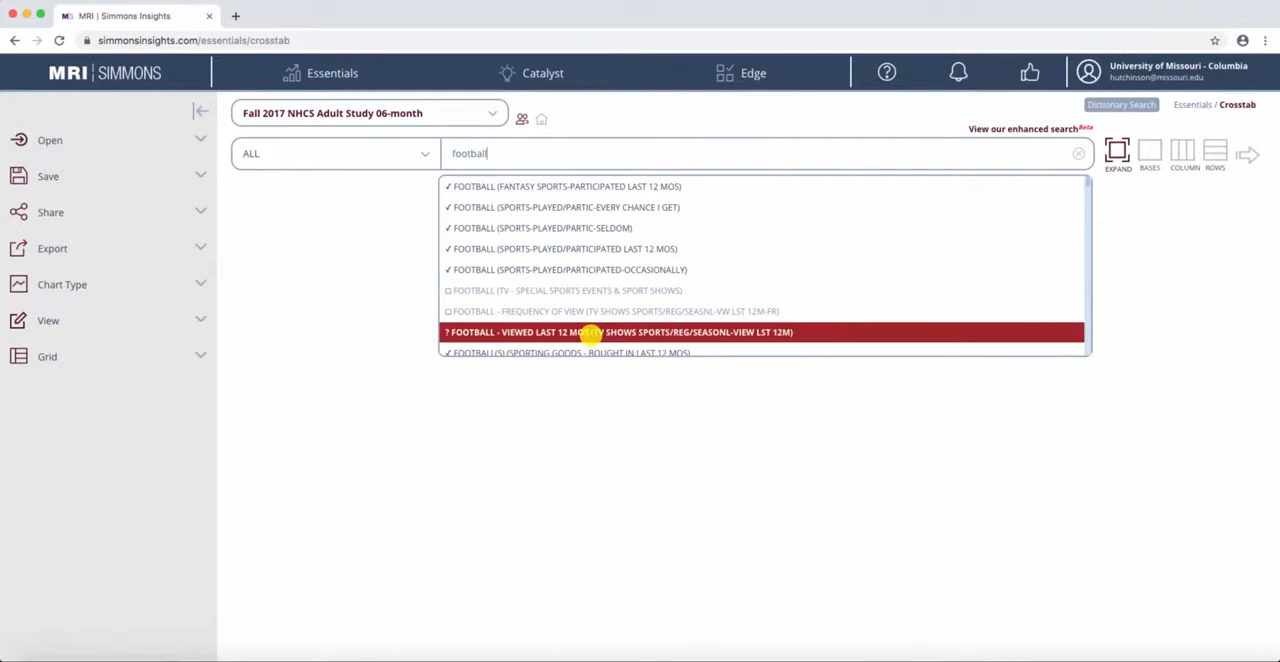 MRI | Simmons Insights
simmonsinsights.com/essentials/crosstab
MRI | SIMMONS
Essentials
Catalyst
Edge
University of Missouri - Columbia
hutchinson@missouri.edu
Fall 2017 NHCS Adult Study 06-month
Dictionary Search
Essentials / Crosstab
View our enhanced search Beta
ALL
football
EXPAND
BASES
COLUMN
ROWS
Open
Save
Share
Export
Chart Type
View
Grid
✓ FOOTBALL (FANTASY SPORTS-PARTICIPATED LAST 12 MOS)
✓ FOOTBALL (SPORTS-PLAYED/PARTIC-EVERY CHANCE I GET)
✓ FOOTBALL (SPORTS-PLAYED/PARTIC-SELDOM)
✓ FOOTBALL (SPORTS-PLAYED/PARTICIPATED LAST 12 MOS)
✓ FOOTBALL (SPORTS-PLAYED/PARTICIPATED-OCCASIONALLY)
FOOTBALL (TV - SPECIAL SPORTS EVENTS & SPORT SHOWS)
FOOTBALL - FREQUENCY OF VIEW (TV SHOWS SPORTS/REG/SEASNL-VW LST 12M-FR)
? FOOTBALL - VIEWED LAST 12 MOS (TV SHOWS SPORTS/REG/SEASONL-VIEW LST 12M)
✓ FOOTBALL(S) (SPORTING GOODS - BOUGHT IN LAST 12 MOS)